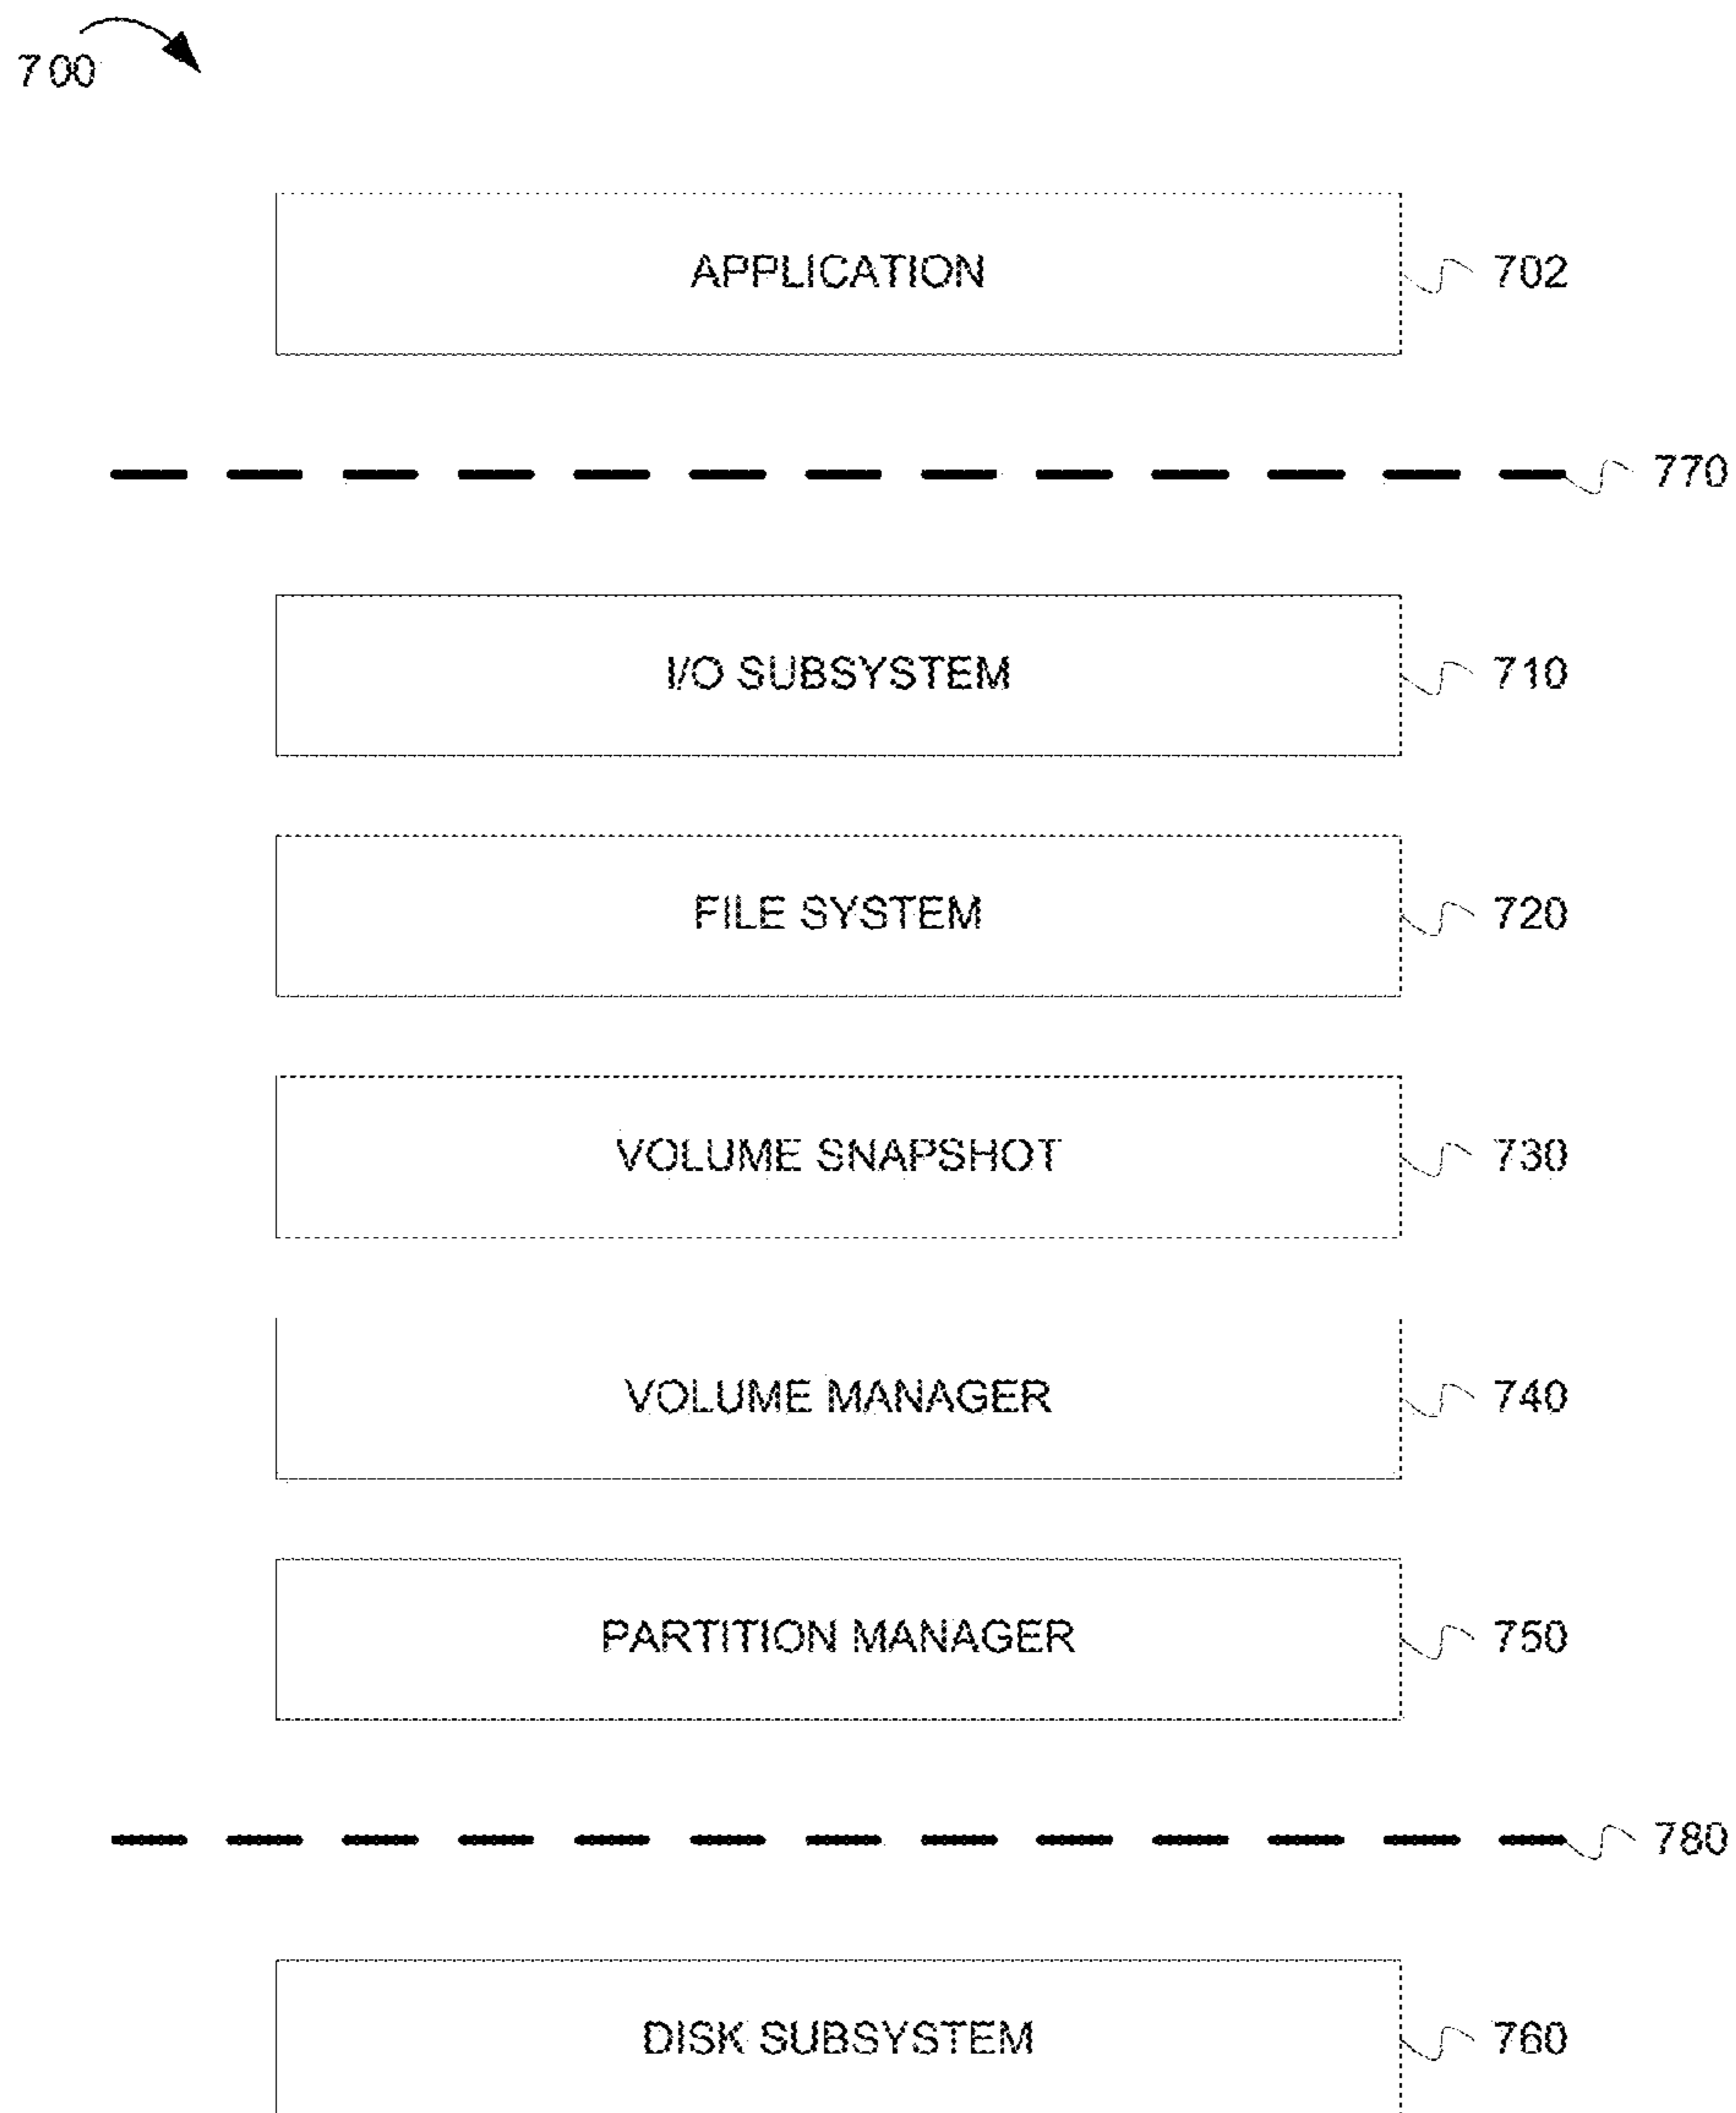 700
APPLICATION 702
770
I/O SUBSYSTEM 710
FILE SYSTEM 720
VOLUME SNAPSHOT 730
VOLUME MANAGER 740
PARTITION MANAGER 750
780
DISK SUBSYSTEM 760